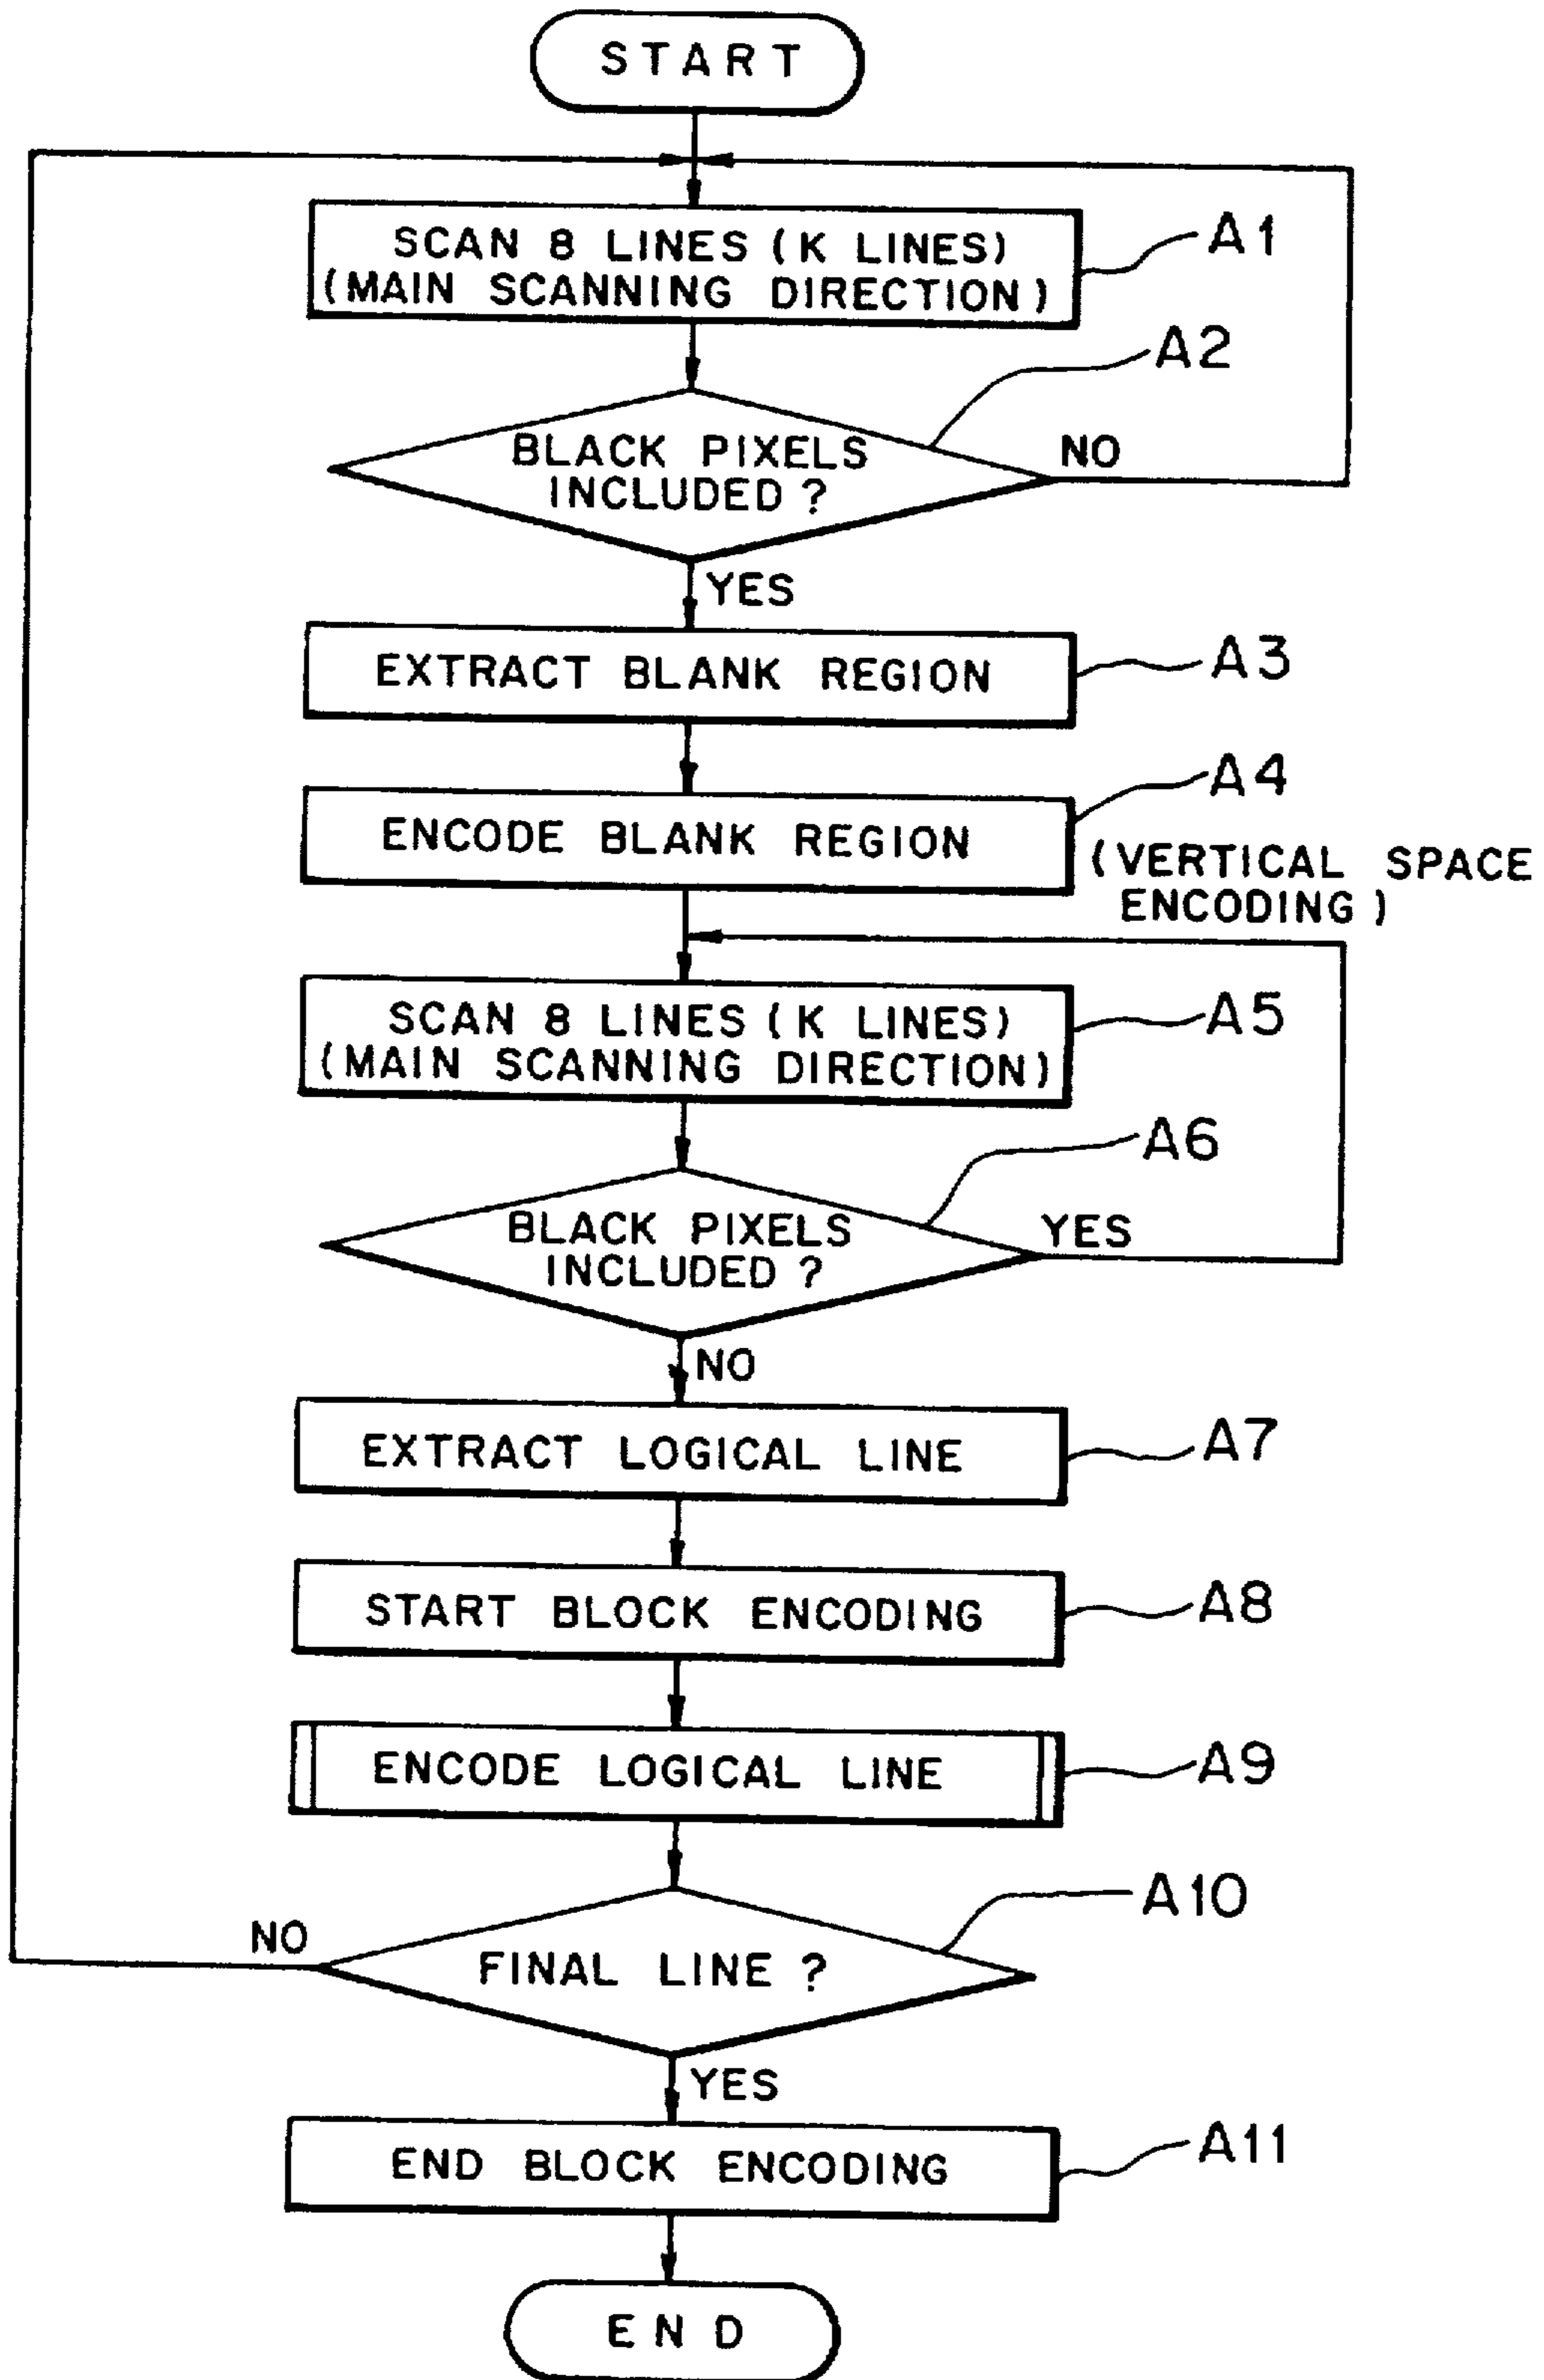 START
SCAN 8 LINES (K LINES)
(MAIN SCANNING DIRECTION)
A1
BLACK PIXELS
INCLUDED ?
A2
NO
YES
EXTRACT BLANK REGION
A3
ENCODE BLANK REGION
A4
(VERTICAL SPACE
ENCODING)
SCAN 8 LINES (K LINES)
(MAIN SCANNING DIRECTION)
A5
BLACK PIXELS
INCLUDED ?
A6
YES
NO
EXTRACT LOGICAL LINE
A7
START BLOCK ENCODING
A8
ENCODE LOGICAL LINE
A9
FINAL LINE ?
A10
NO
YES
END BLOCK ENCODING
A11
END